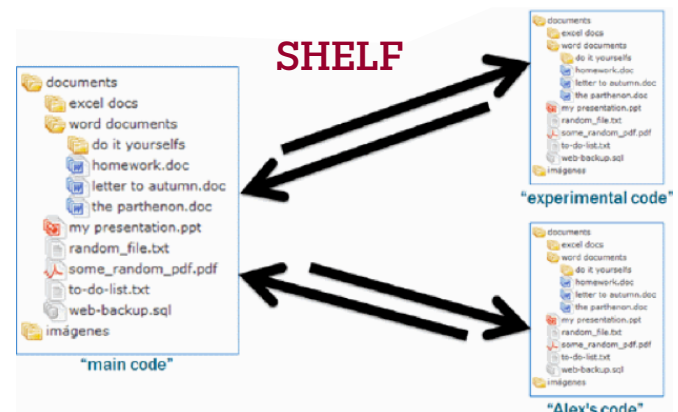 SHELF
documents
excel docs
word documents
do it yourselfs
homework.doc
letter to autumn.doc
the parthenon.doc
my presentation.ppt
random_file.txt
some_random_pdf.pdf
to-do-list.txt
web-backup.sql
imágenes
"main code"
documents
excel docs
word documents
do it yourselfs
homework.doc
letter to autumn.doc
the parthenon.doc
my presentation.ppt
random_file.txt
some_random_pdf.pdf
to-do-list.txt
web-backup.sql
imágenes
"experimental code"
documents
excel docs
word documents
do it yourselfs
homework.doc
letter to autumn.doc
the parthenon.doc
my presentation.ppt
random_file.txt
some_random_pdf.pdf
to-do-list.txt
web-backup.sql
imágenes
"Alex's code"